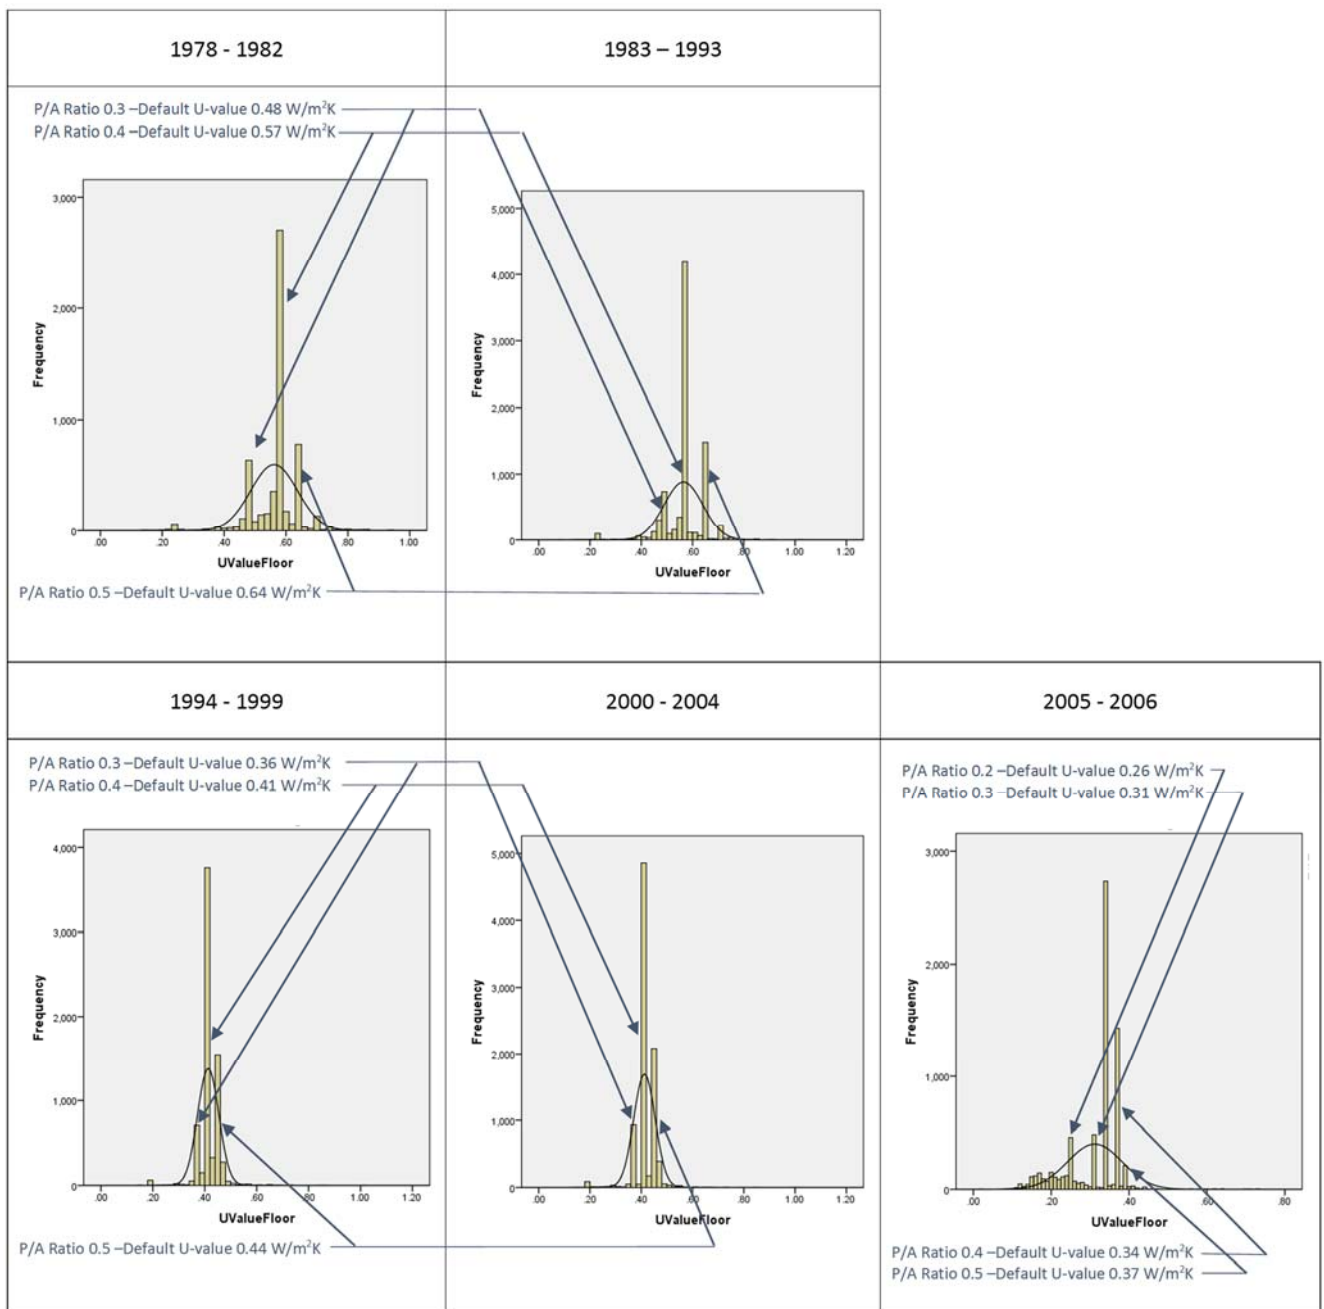 1978 - 1982
1983 – 1993
P/A Ratio 0.3 –Default U-value 0.48 W/m²K
P/A Ratio 0.4 –Default U-value 0.57 W/m²K
3,000
2,000
1,000
0
Frequency
.00 .20 .40 .60 .80 1.00
UValueFloor
5,000
4,000
3,000
2,000
1,000
0
Frequency
.00 .20 .40 .60 .80 1.00 1.20
UValueFloor
P/A Ratio 0.5 –Default U-value 0.64 W/m²K
1994 - 1999
2000 - 2004
2005 - 2006
P/A Ratio 0.3 –Default U-value 0.36 W/m²K
P/A Ratio 0.4 –Default U-value 0.41 W/m²K
4,000
3,000
2,000
1,000
0
Frequency
.00 .20 .40 .60 .80 1.00 1.20
UValueFloor
5,000
4,000
3,000
2,000
1,000
0
Frequency
.00 .20 .40 .60 .80 1.00 1.20
UValueFloor
P/A Ratio 0.5 –Default U-value 0.44 W/m²K
P/A Ratio 0.2 –Default U-value 0.26 W/m²K
P/A Ratio 0.3 –Default U-value 0.31 W/m²K
3,000
2,000
1,000
0
Frequency
.00 .20 .40 .60 .80
UValueFloor
P/A Ratio 0.4 –Default U-value 0.34 W/m²K
P/A Ratio 0.5 –Default U-value 0.37 W/m²K